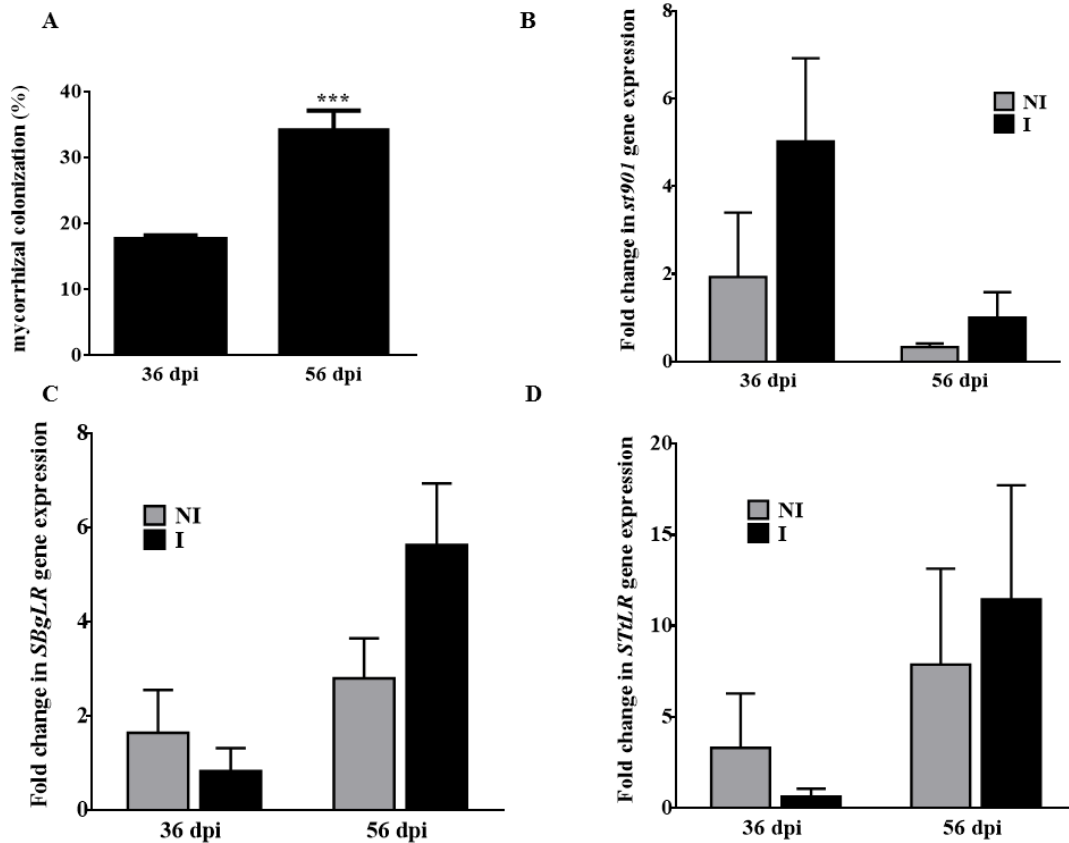 A
mycorrhizal colonization (%)
40
30
20
10
0
***
36 dpi
56 dpi
B
Fold change in st901 gene expression
8
6
4
2
0
NI
I
36 dpi
56 dpi
C
Fold change in SBgLR gene expression
8
6
4
2
0
NI
I
36 dpi
56 dpi
D
Fold change in STtLR gene expression
20
15
10
5
0
NI
I
36 dpi
56 dpi